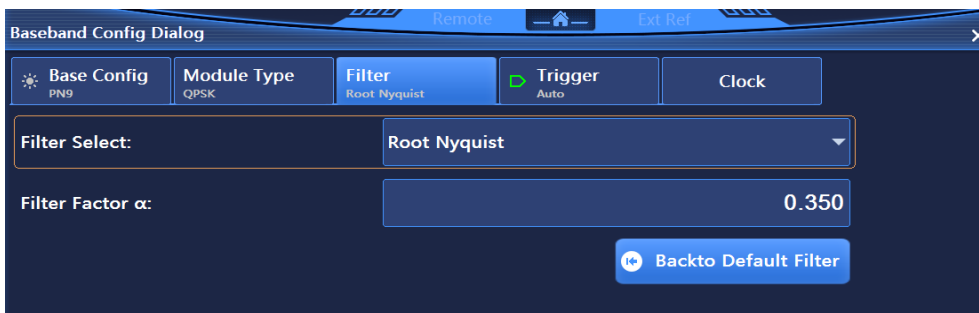 Remote
Ext Ref
Baseband Config Dialog
Base Config
PN9
Module Type
QPSK
Filter
Root Nyquist
Trigger
Auto
Clock
Filter Select:
Root Nyquist
Filter Factor α:
0.350
Backto Default Filter